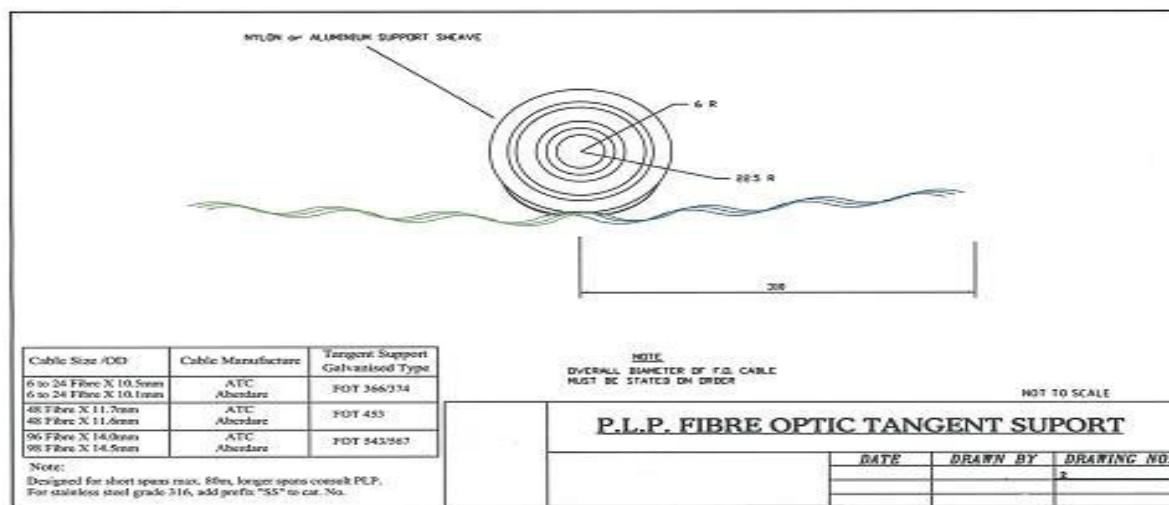 NYLON or ALUMINIUM SUPPORT SHEAVE
6 R
22.5 R
Cable Size /OD Cable Manufacture Tangent Support Galvanised Type
6 to 24 Fibre X 10.5mm ATC FOT 366/374
6 to 24 Fibre X 10.1mm Aberdare
48 Fibre X 11.7mm ATC FOT 453
48 Fibre X 11.6mm Aberdare
96 Fibre X 14.0mm ATC FOT 543/567
98 Fibre X 14.5mm Aberdare
Note:
Designed for short spans max. 80m, longer spans consult PLP.
For stainless steel grade 316, add prefix "SS" to cat. No.
NOTE
OVERALL DIAMETER OF F.O. CABLE
MUST BE STATED ON ORDER
NOT TO SCALE
P.L.P. FIBRE OPTIC TANGENT SUPORT
DATE DRAWN BY DRAWING NO
2